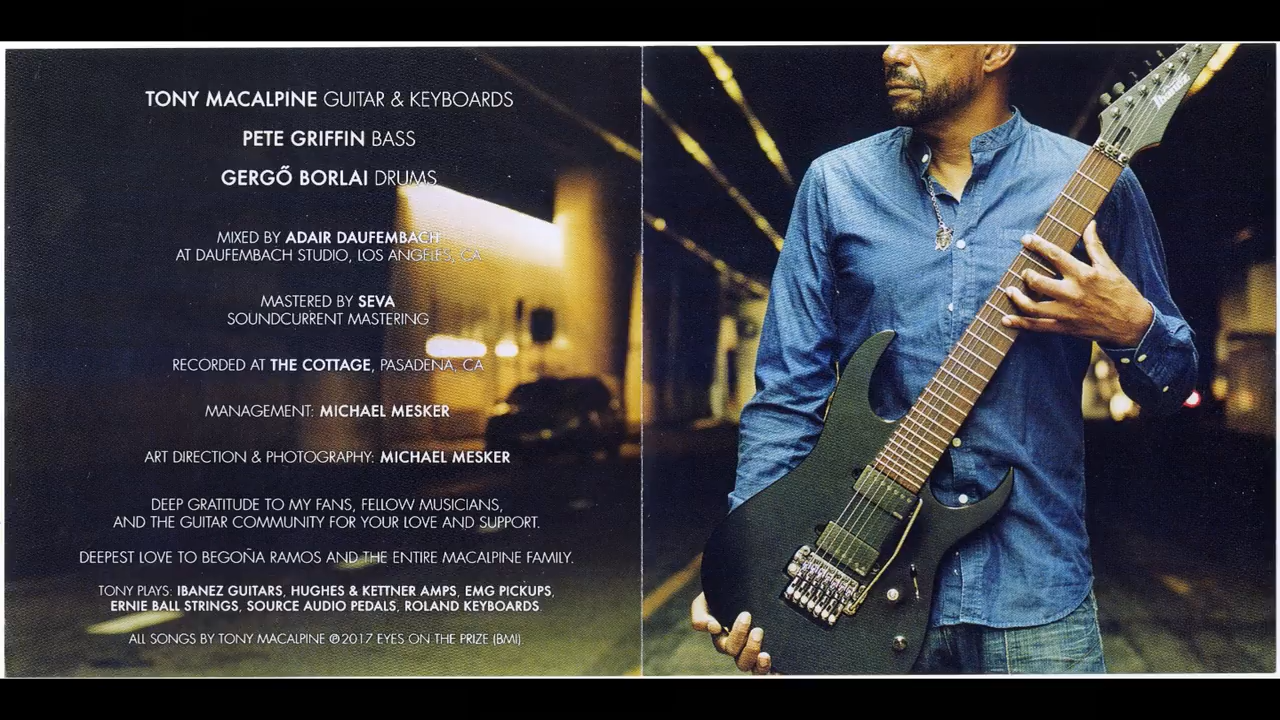 TONY MACALPINE GUITAR & KEYBOARDS
PETE GRIFFIN BASS
GERGŐ BORLAI DRUMS
MIXED BY ADAIR DAUFEMBACH
AT DAUFEMBACH STUDIO, LOS ANGELES, CA
MASTERED BY SEVA
SOUNDCURRENT MASTERING
RECORDED AT THE COTTAGE, PASADENA, CA
MANAGEMENT: MICHAEL MESKER
ART DIRECTION & PHOTOGRAPHY: MICHAEL MESKER
DEEP GRATITUDE TO MY FANS, FELLOW MUSICIANS,
AND THE GUITAR COMMUNITY FOR YOUR LOVE AND SUPPORT.
DEEPEST LOVE TO BEGOÑA RAMOS AND THE ENTIRE MACALPINE FAMILY.
TONY PLAYS: IBANEZ GUITARS, HUGHES & KETTNER AMPS, EMG PICKUPS,
ERNIE BALL STRINGS, SOURCE AUDIO PEDALS, ROLAND KEYBOARDS.
ALL SONGS BY TONY MACALPINE ℗2017 EYES ON THE PRIZE (BMI).
Ibanez